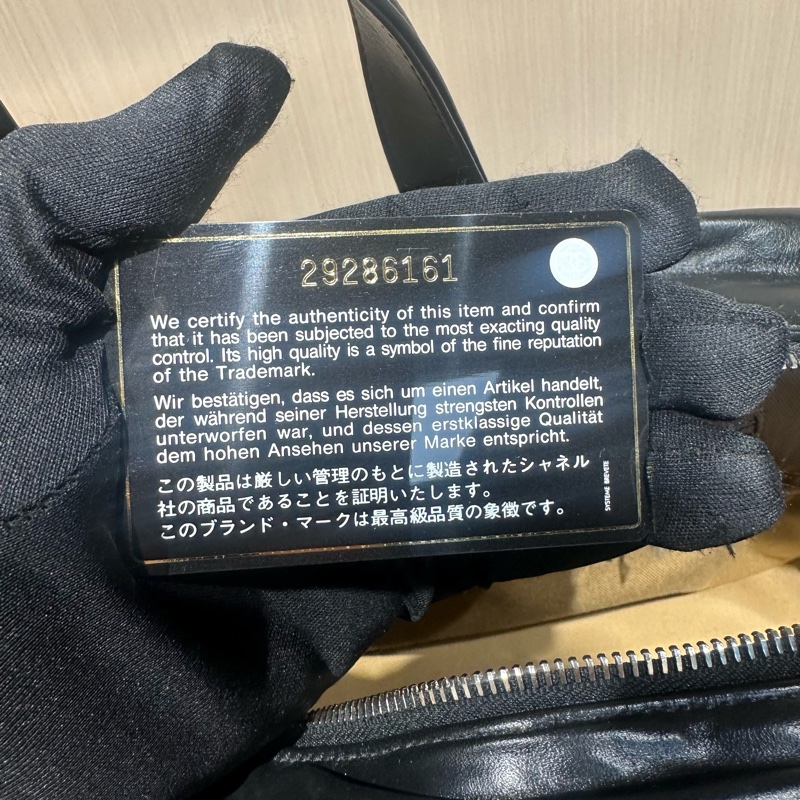 29286161
We certify the authenticity of this item and confirm
that it has been subjected to the most exacting quality
control. Its high quality is a symbol of the fine reputation
of the Trademark.
Wir bestätigen, dass es sich um einen Artikel handelt,
der während seiner Herstellung strengsten Kontrollen
unterworfen war, und dessen erstklassige Qualität
dem hohen Ansehen unserer Marke entspricht.
この製品は厳しい管理のもとに製造されたシャネル
社の商品であることを証明いたします。
このブランド・マークは最高級品質の象徴です。
SYSTEME BREVETE